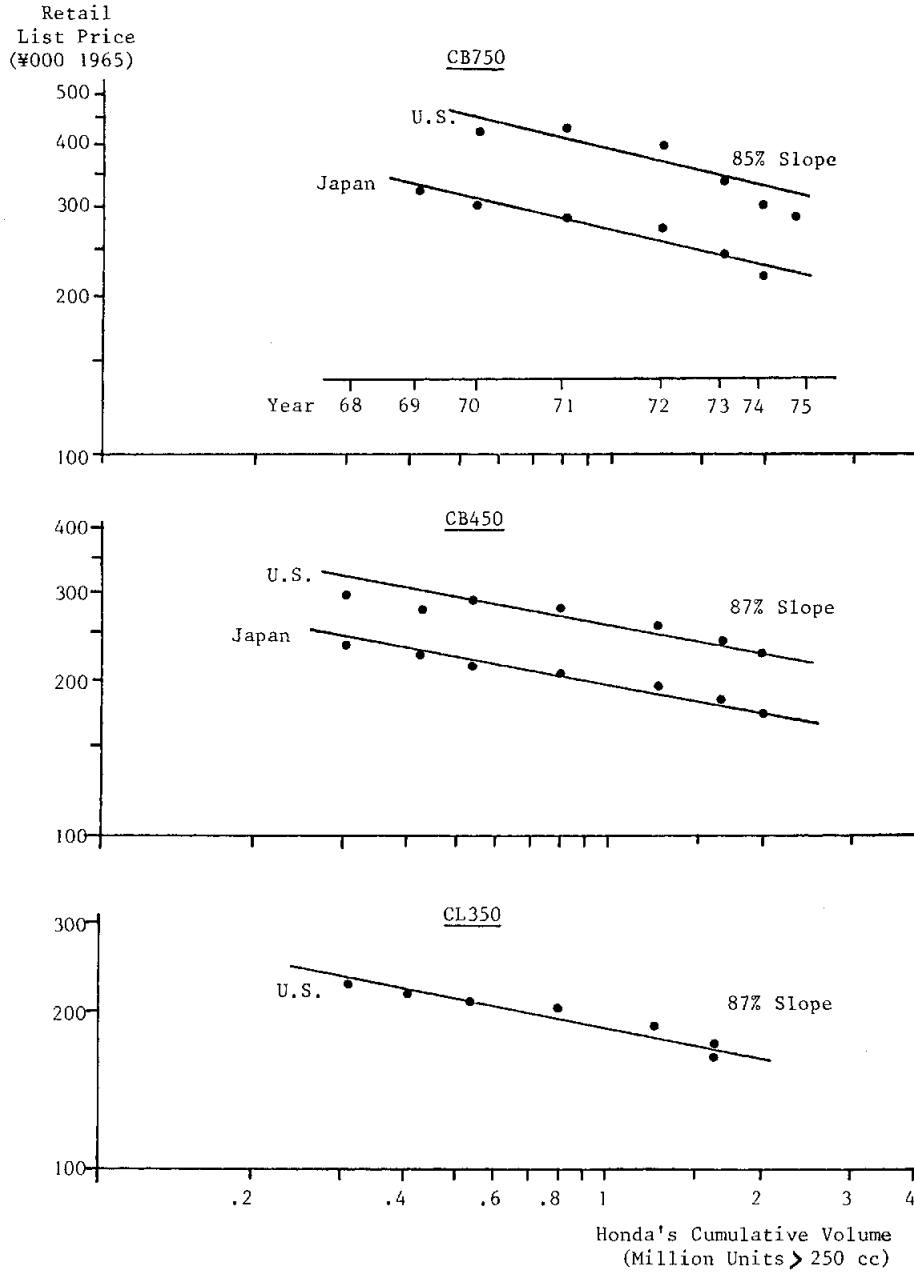 Retail
List Price
(¥000 1965)
CB750
500
400
300
200
100
U.S.
Japan
85% Slope
Year 68 69 70 71 72 73 74 75
CB450
400
300
200
100
U.S.
Japan
87% Slope
CL350
300
200
100
U.S.
87% Slope
.2 .4 .6 .8 1 2 3 4
Honda's Cumulative Volume
(Million Units > 250 cc)